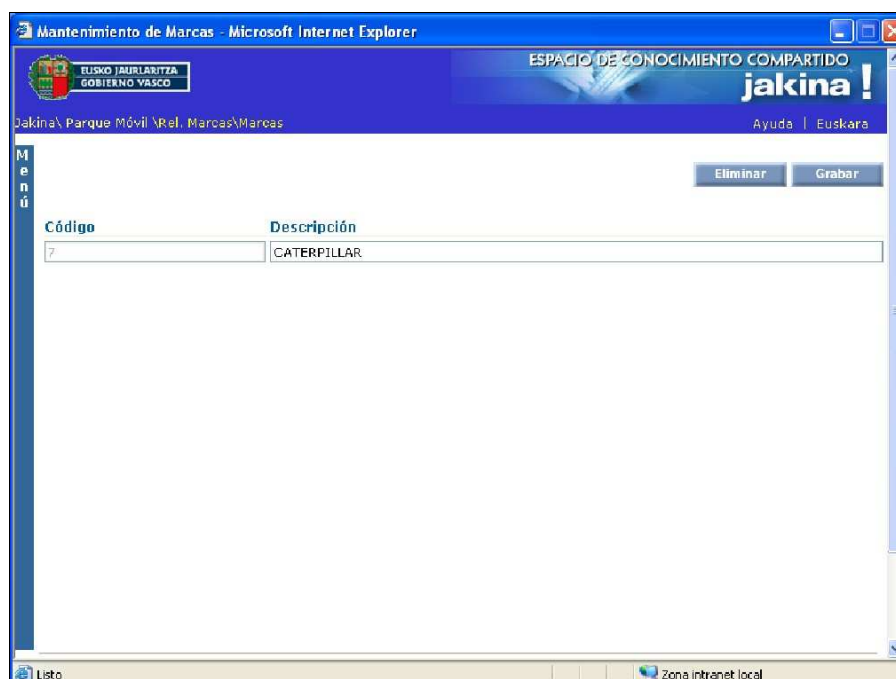 Mantenimiento de Marcas - Microsoft Internet Explorer
EUSKO JAURLARITZA
GOBIERNO VASCO
ESPACIO DE CONOCIMIENTO COMPARTIDO
jakina!
Jakina\ Parque Móvil \Rel. Marcas\Marcas
Ayuda | Euskara
Menú
Eliminar Grabar
Código Descripción
7 CATERPILLAR
Listo Zona intranet local